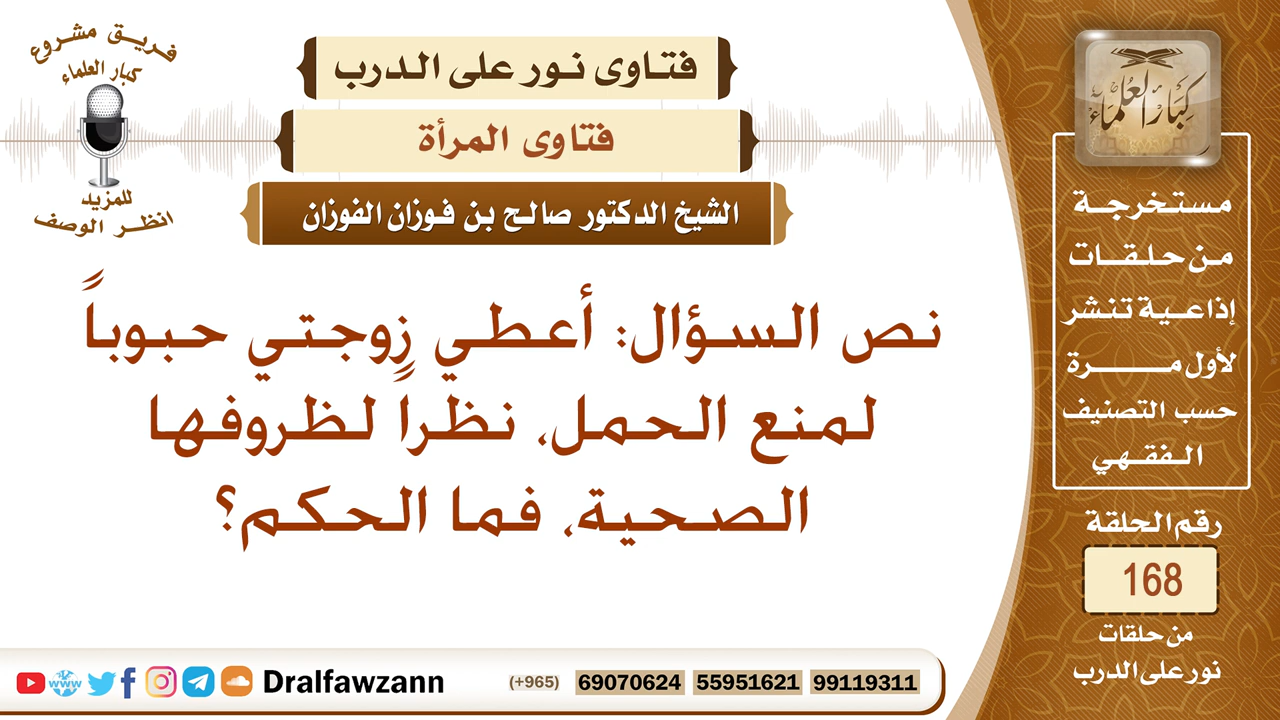 فريق مشروع
كبار العلماء
للمزيد
انظر الوصف
فتاوى نور على الدرب
فتاوى المرأة
الشيخ الدكتور صالح بن فوزان الفوزان
نص السؤال: أعطي زوجتي حبوباً
لمنع الحمل، نظراً لظروفها
الصحية، فما الحكم؟
كبار العلماء
مستخرجة
من حلقات
إذاعية تنشر
لأول مرة
حسب التصنيف
الفقهي
رقم الحلقة
168
من حلقات
نور على الدرب
www Dralfawzann (+965) 69070624 55951621 99119311